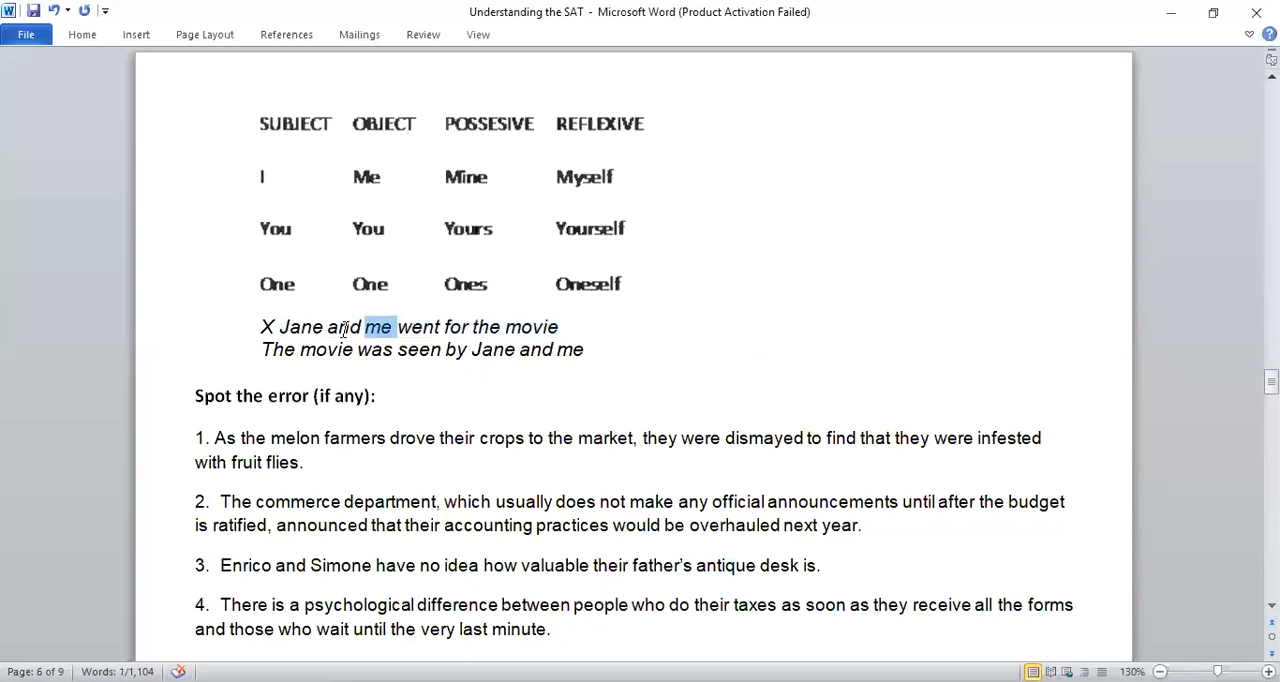 Understanding the SAT - Microsoft Word (Product Activation Failed)
File Home Insert Page Layout References Mailings Review View
SUBJECT OBJECT POSSESIVE REFLEXIVE
I Me Mine Myself
You You Yours Yourself
One One Ones Oneself
X Jane and me went for the movie
The movie was seen by Jane and me
Spot the error (if any):
1. As the melon farmers drove their crops to the market, they were dismayed to find that they were infested
with fruit flies.
2. The commerce department, which usually does not make any official announcements until after the budget
is ratified, announced that their accounting practices would be overhauled next year.
3. Enrico and Simone have no idea how valuable their father's antique desk is.
4. There is a psychological difference between people who do their taxes as soon as they receive all the forms
and those who wait until the very last minute.
Page: 6 of 9 Words: 1/1,104 130%